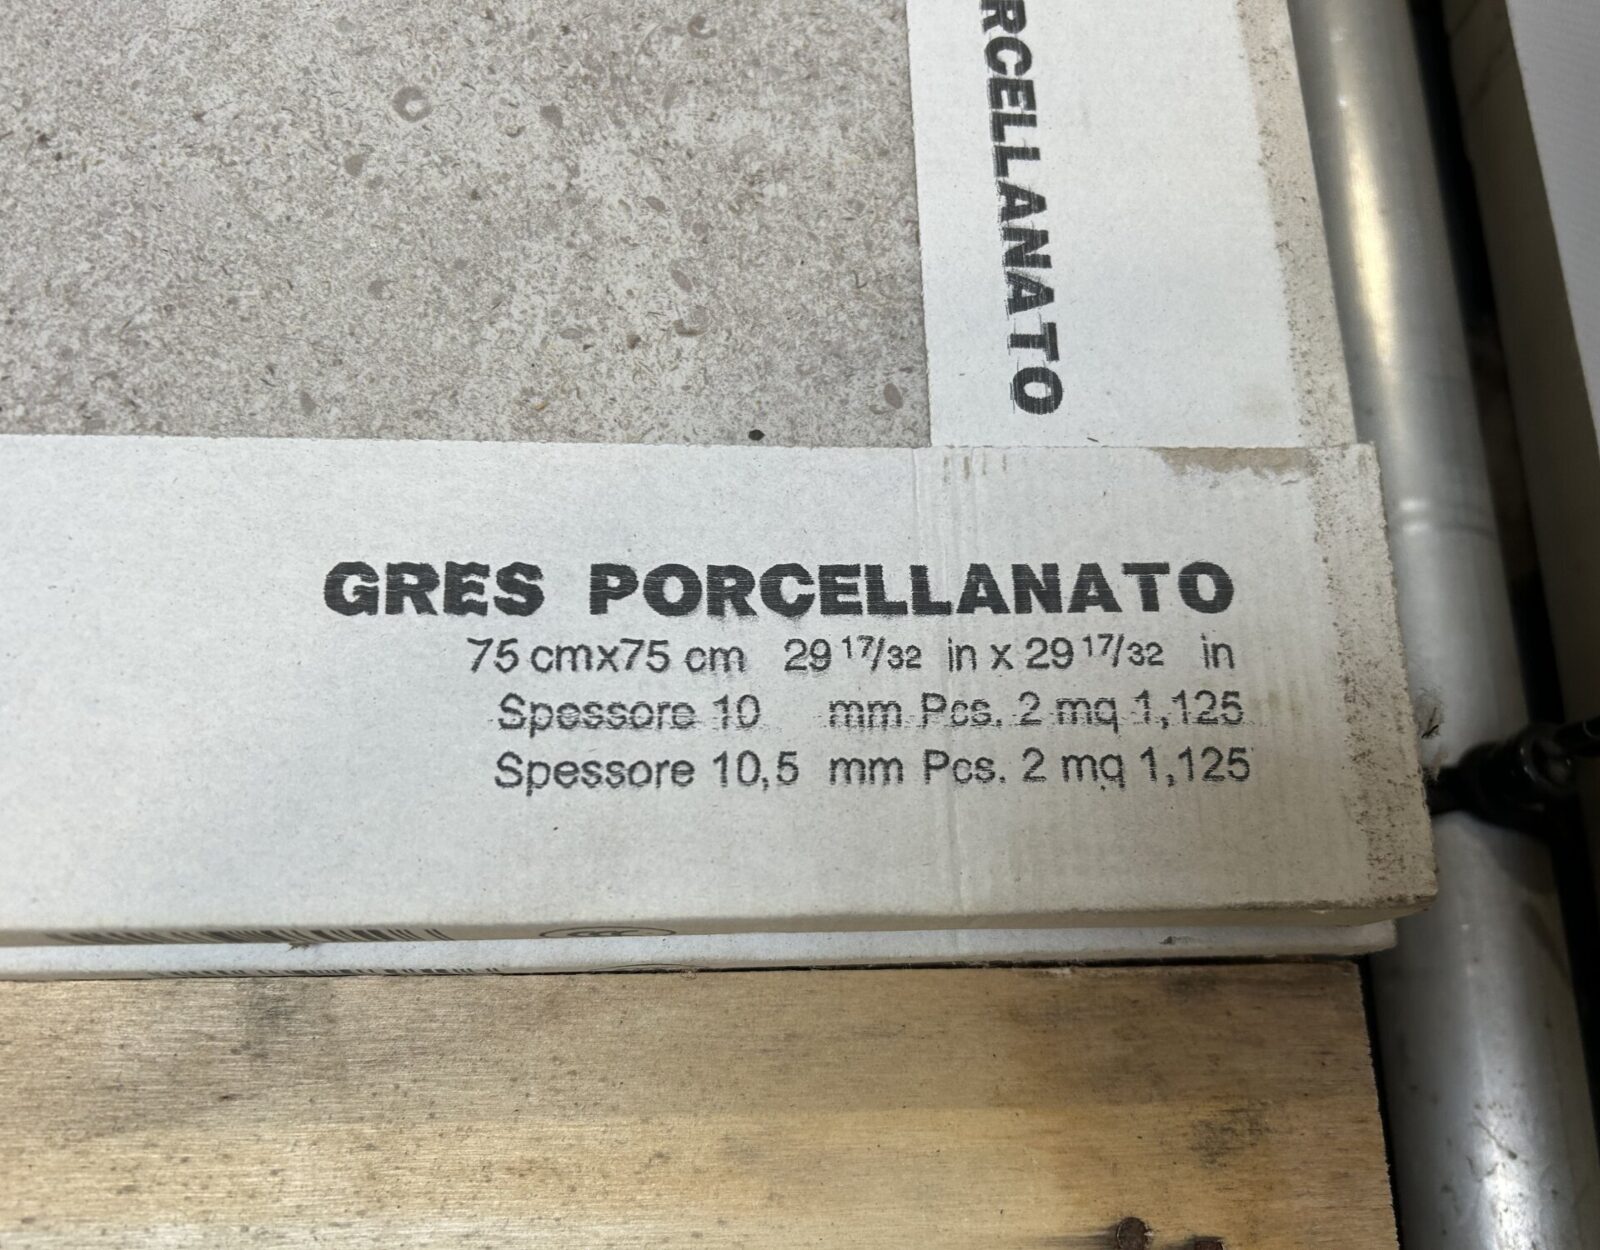 RCELLANATO
GRES PORCELLANATO
75 cmx75 cm 29 17/32 in x 29 17/32 in
Spessore 10 mm Pcs. 2 mq 1,125
Spessore 10,5 mm Pcs. 2 mq 1,125